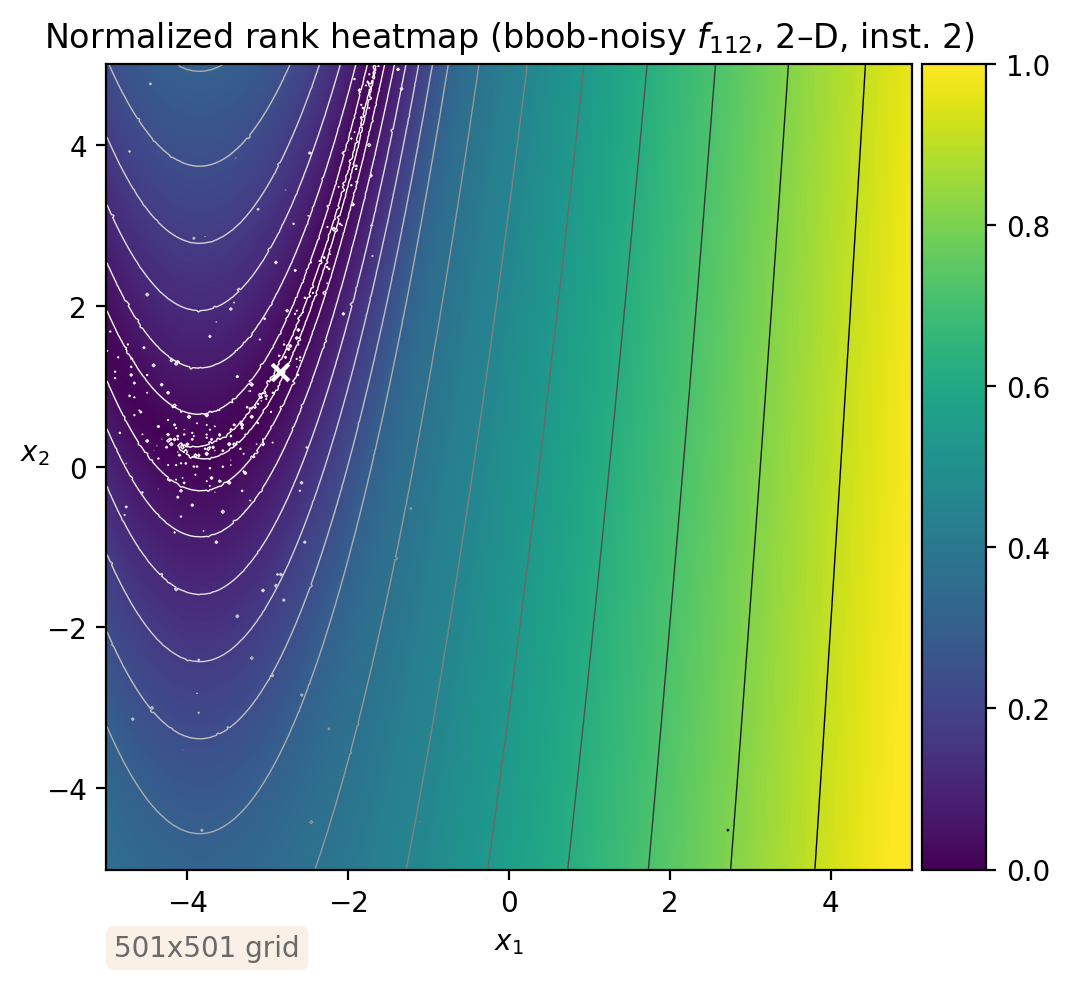 Normalized rank heatmap (bbob-noisy f₁₁₂, 2–D, inst. 2)
1.0
0.8
0.6
0.4
0.2
0.0
4
2
0
−2
−4
x₂
−4 −2 0 2 4
x₁
501x501 grid